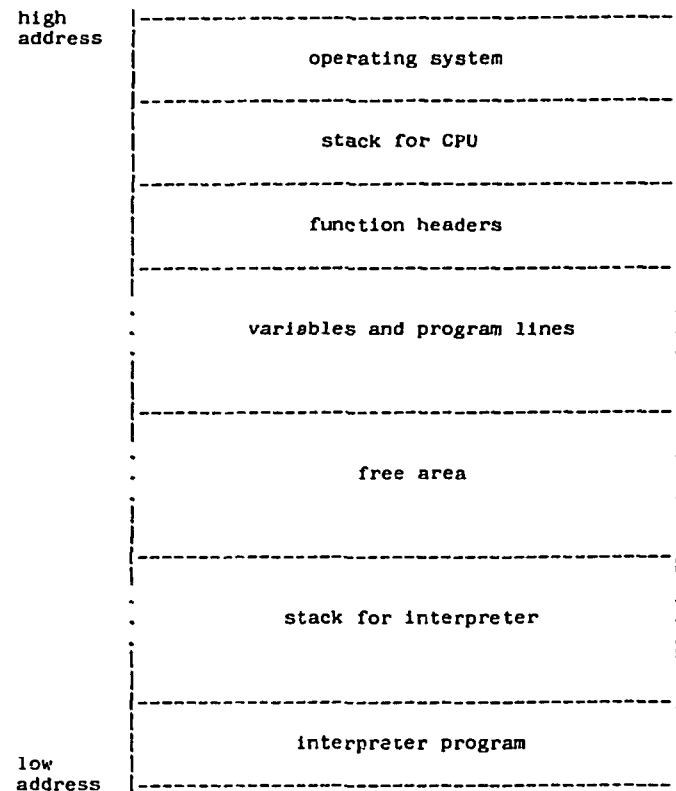 high
address
operating system
stack for CPU
function headers
variables and program lines
free area
stack for interpreter
interpreter program
low
address